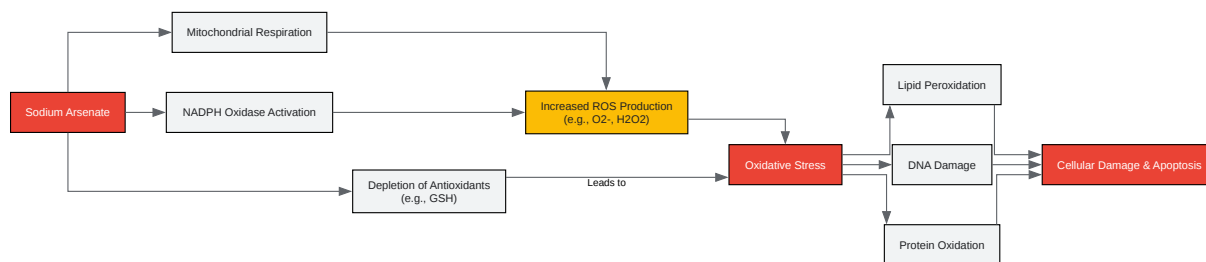 Mitochondrial Respiration
Sodium Arsenate
NADPH Oxidase Activation
Increased ROS Production
(e.g., O2-, H2O2)
Depletion of Antioxidants
(e.g., GSH)
Leads to
Oxidative Stress
Lipid Peroxidation
DNA Damage
Protein Oxidation
Cellular Damage & Apoptosis